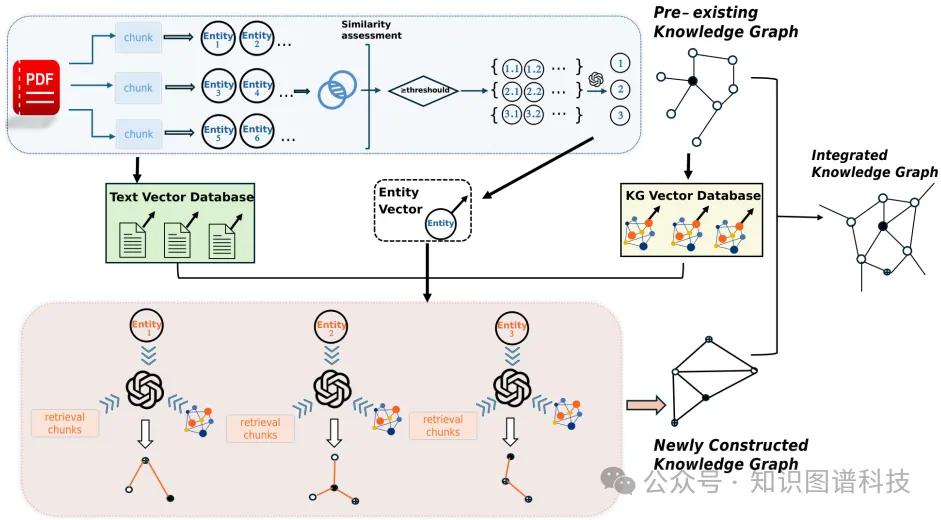 PDF
chunk
Entity
1
Entity
2
...
chunk
Entity
3
Entity
4
...
chunk
Entity
5
Entity
6
...
Similarity
assessment
≥threshould
{ 1.1 1.2 ... }
{ 2.1 2.2 ... }
{ 3.1 3.2 ... }
1
2
3
Pre-existing
Knowledge Graph
Integrated
Knowledge Graph
Text Vector Database
Entity
Vector
Entity
KG Vector Database
Entity
1
Entity
2
Entity
3
retrieval
chunks
retrieval
chunks
retrieval
chunks
Newly Constructed
Knowledge Graph
公众号 · 知识图谱科技